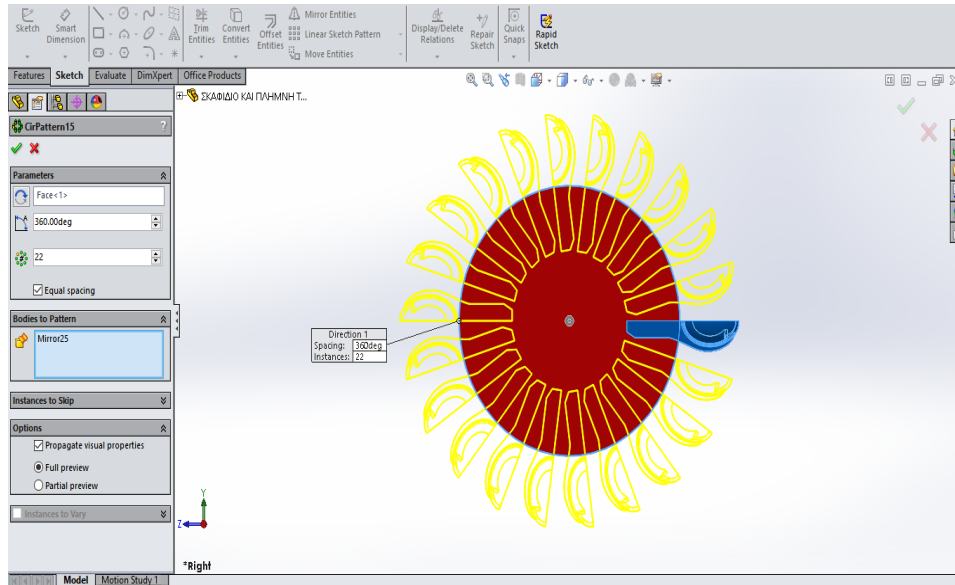 Sketch
Smart Dimension
Trim Entities
Convert Entities
Offset Entities
Mirror Entities
Linear Sketch Pattern
Move Entities
Display/Delete Relations
Repair Sketch
Quick Snaps
Rapid Sketch
Features Sketch Evaluate DimXpert Office Products
ΣΚΑΦΙΔΙΟ ΚΑΙ ΠΛΗΜΝΗ Τ...
CirPattern15 ?
Parameters
Face<1>
360.00deg
22
Equal spacing
Bodies to Pattern
Mirror25
Instances to Skip
Options
Propagate visual properties
Full preview
Partial preview
Instances to Vary
Direction 1
Spacing: 360deg
Instances: 22
Y
Z
*Right
Model Motion Study 1